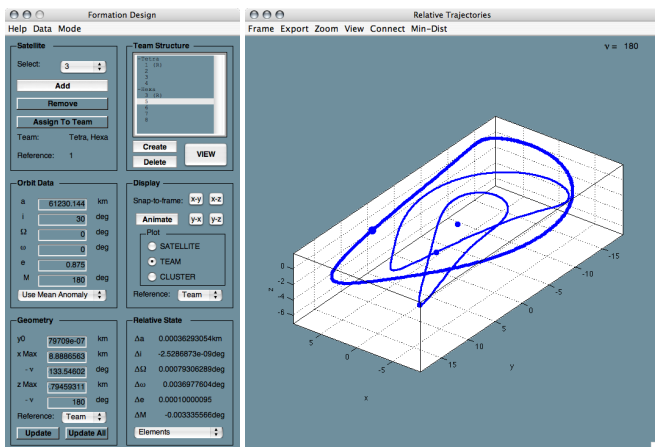 Formation Design
Help Data Mode
Satellite
Select: 3
Add
Remove
Assign To Team
Team: Tetra, Hexa
Reference: 1
Team Structure
-Tetra
1 (R)
2
3
4
-Hexa
3 (R)
5
6
7
8
Create
Delete
VIEW
Orbit Data
a 61230.144 km
i 30 deg
Ω 0 deg
ω 0 deg
e 0.875
M 180 deg
Use Mean Anomaly
Display
Snap-to-frame: x-y x-z
Animate y-x y-z
Plot
SATELLITE
TEAM
CLUSTER
Reference: Team
Geometry
y0 79709e-07 km
x Max 8.8886563 km
- ν 133.54602 deg
z Max 79459311 km
- ν 180 deg
Reference: Team
Update Update All
Relative State
Δa 0.00036293054km
Δi -2.5286873e-09deg
ΔΩ 0.00079306289deg
Δω 0.0036977604deg
Δe 0.00010000095
ΔM -0.003335566deg
Elements
Relative Trajectories
Frame Export Zoom View Connect Min-Dist
ν = 180
0
-2
-4
-6
z
5
0
-5
x
15
10
5
0
-5
-10
-15
y